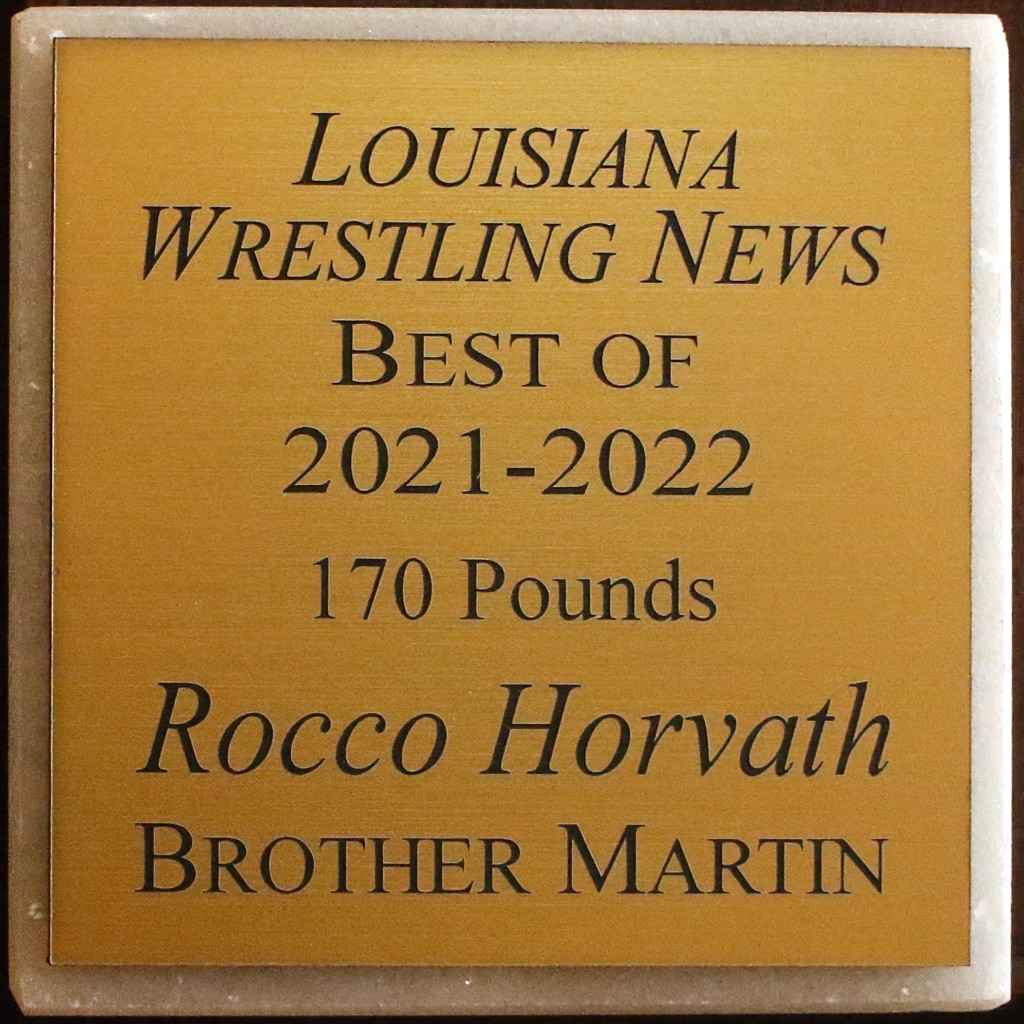 LOUISIANA
WRESTLING NEWS
BEST OF
2021-2022
170 Pounds
Rocco Horvath
BROTHER MARTIN